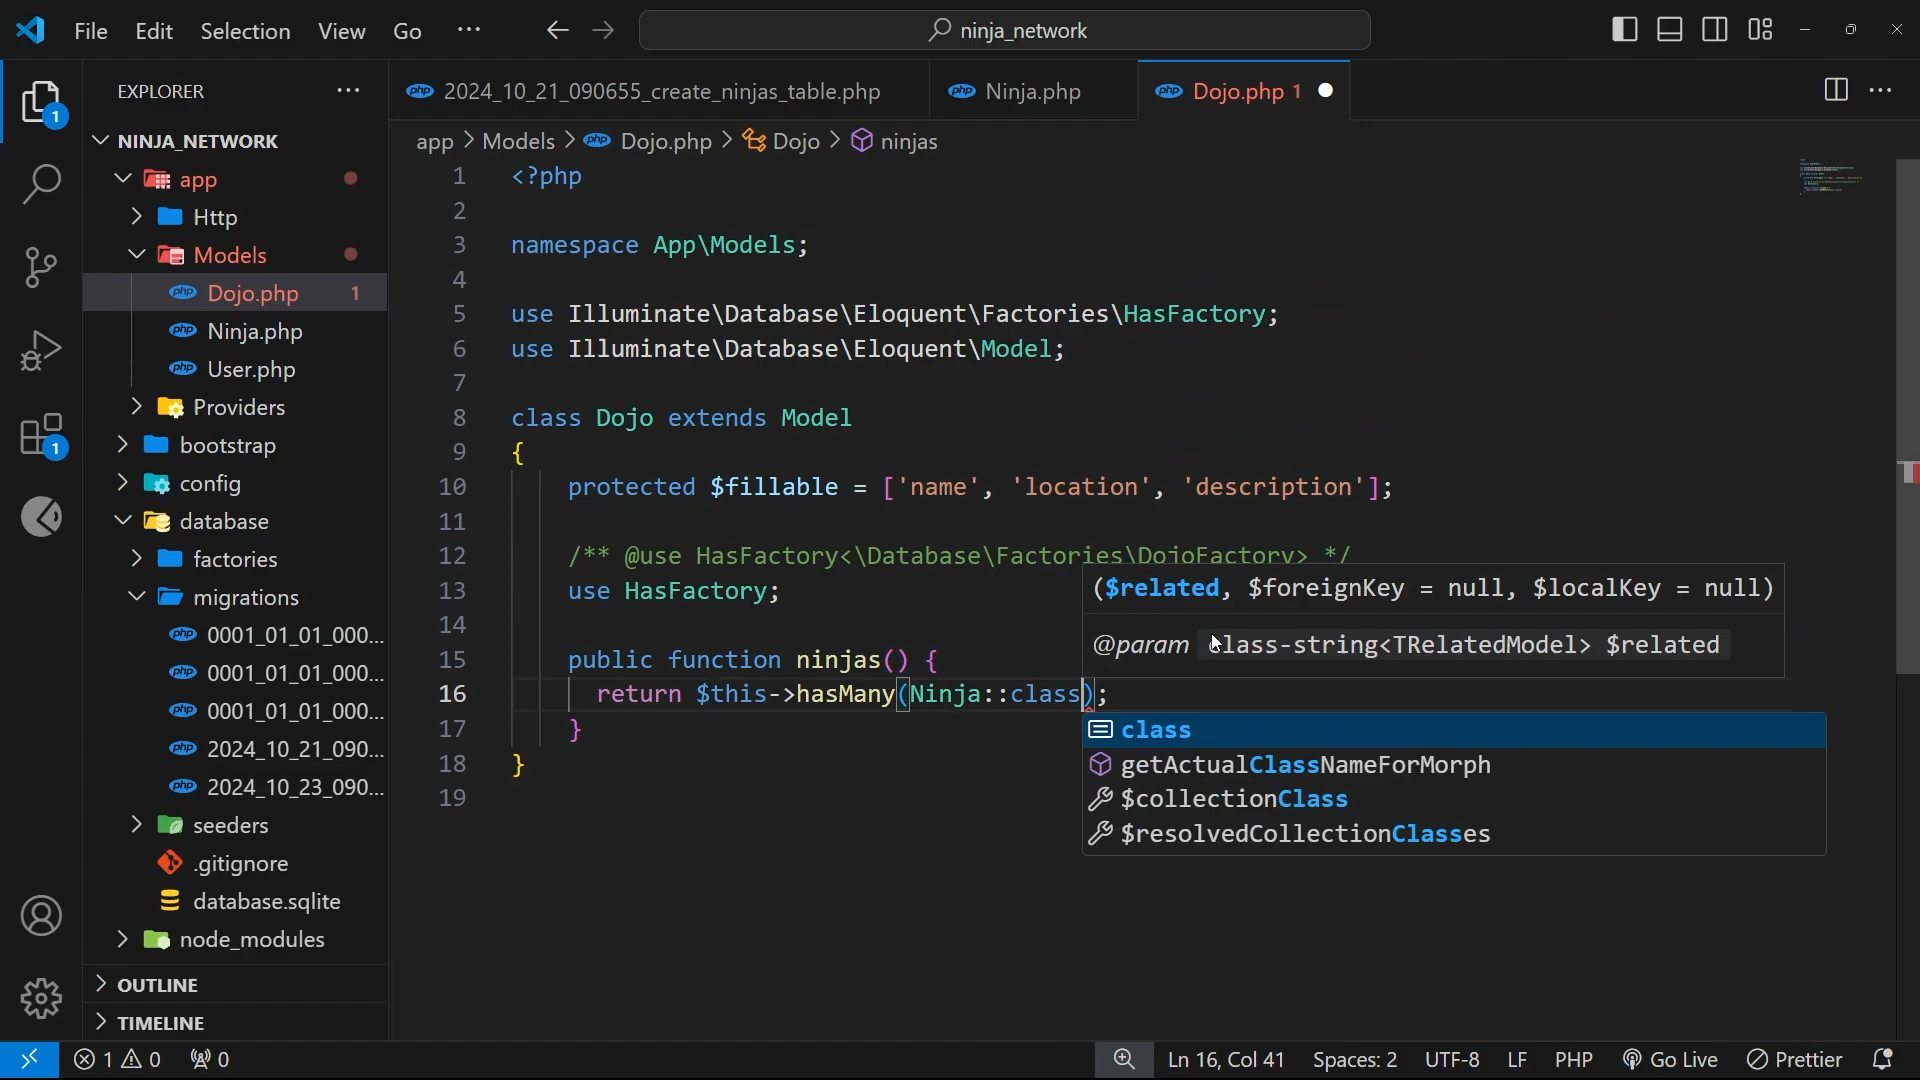 File Edit Selection View Go ... ninja_network
EXPLORER ...
2024_10_21_090655_create_ninjas_table.php Ninja.php Dojo.php 1
app > Models > Dojo.php > Dojo > ninjas
NINJA_NETWORK
app
Http
Models
Dojo.php 1
Ninja.php
User.php
Providers
bootstrap
config
database
factories
migrations
0001_01_01_000...
0001_01_01_000...
0001_01_01_000...
2024_10_21_090...
2024_10_23_090...
seeders
.gitignore
database.sqlite
node_modules
OUTLINE
TIMELINE
1
1
1 <?php
2
3 namespace App\Models;
4
5 use Illuminate\Database\Eloquent\Factories\HasFactory;
6 use Illuminate\Database\Eloquent\Model;
7
8 class Dojo extends Model
9 {
10 protected $fillable = ['name', 'location', 'description'];
11
12 /** @use HasFactory<\Database\Factories\DojoFactory> */
13 use HasFactory;
14
15 public function ninjas() {
16 return $this->hasMany(Ninja::class);
17 }
18 }
19
($related, $foreignKey = null, $localKey = null)
@param class-string<TRelatedModel> $related
class
getActualClassNameForMorph
$collectionClass
$resolvedCollectionClasses
1 0 0 Ln 16, Col 41 Spaces: 2 UTF-8 LF PHP Go Live Prettier